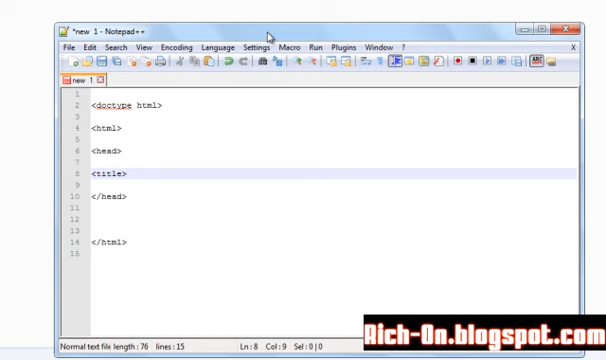 *new 1 - Notepad++
File Edit Search View Encoding Language Settings Macro Run Plugins Window ? X
new 1
1
2 <doctype html>
3
4 <html>
5
6 <head>
7
8 <title>
9
10 </head>
11
12
13
14 </html>
15
Normal text file length : 76 lines : 15 Ln : 8 Col : 9 Sel : 0 | 0
Rich-On.blogspot.com